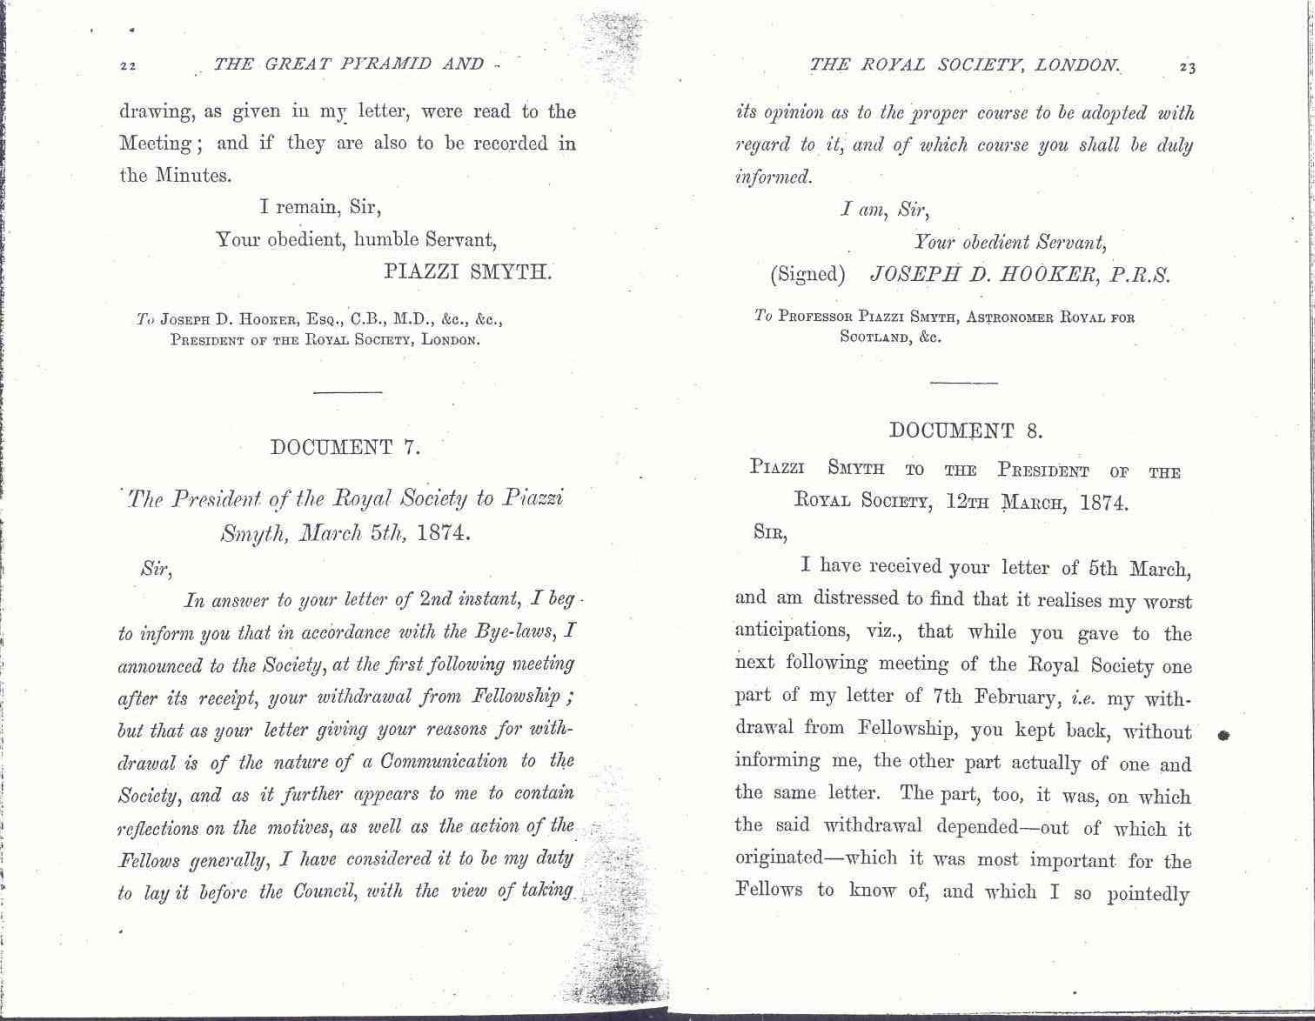 22 THE GREAT PYRAMID AND
drawing, as given in my letter, were read to the
Meeting; and if they are also to be recorded in
the Minutes.
I remain, Sir,
Your obedient, humble Servant,
PIAZZI SMYTH.
To Joseph D. Hooker, Esq., C.B., M.D., &c., &c.,
President of the Royal Society, London.
DOCUMENT 7.
The President of the Royal Society to Piazzi
Smyth, March 5th, 1874.
Sir,
In answer to your letter of 2nd instant, I beg
to inform you that in accordance with the Bye-laws, I
announced to the Society, at the first following meeting
after its receipt, your withdrawal from Fellowship;
but that as your letter giving your reasons for with-
drawal is of the nature of a Communication to the
Society, and as it further appears to me to contain
reflections on the motives, as well as the action of the
Fellows generally, I have considered it to be my duty
to lay it before the Council, with the view of taking
THE ROYAL SOCIETY, LONDON. 23
its opinion as to the proper course to be adopted with
regard to it, and of which course you shall be duly
informed.
I am, Sir,
Your obedient Servant,
(Signed) JOSEPH D. HOOKER, P.R.S.
To Professor Piazzi Smyth, Astronomer Royal for
Scotland, &c.
DOCUMENT 8.
Piazzi Smyth to the President of the
Royal Society, 12th March, 1874.
Sir,
I have received your letter of 5th March,
and am distressed to find that it realises my worst
anticipations, viz., that while you gave to the
next following meeting of the Royal Society one
part of my letter of 7th February, i.e. my with-
drawal from Fellowship, you kept back, without
informing me, the other part actually of one and
the same letter. The part, too, it was, on which
the said withdrawal depended—out of which it
originated—which it was most important for the
Fellows to know of, and which I so pointedly